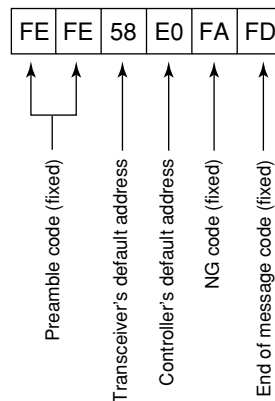 FE FE 58 E0 FA FD
Preamble code (fixed)
Transceiver's default address
Controller's default address
NG code (fixed)
End of message code (fixed)